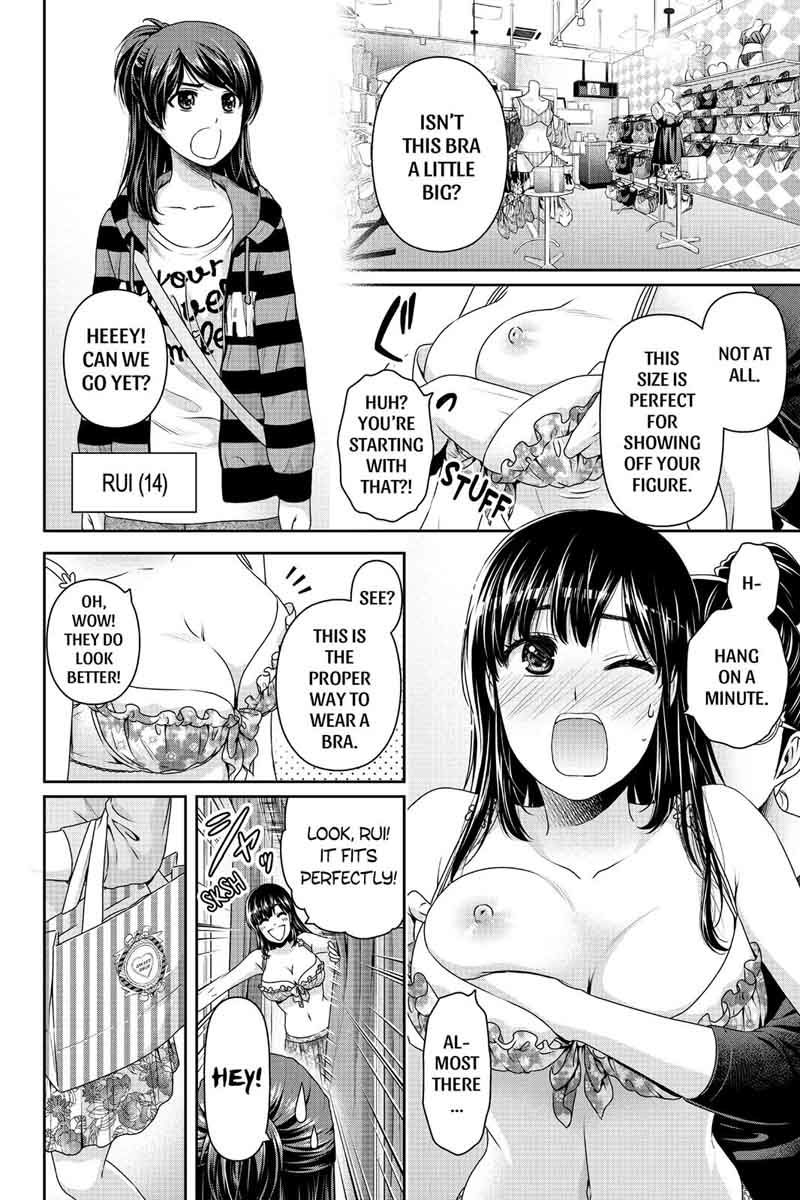 ISN'T
THIS BRA
A LITTLE
BIG?
HEEEY!
CAN WE
GO YET?
RUI (14)
NOT AT
ALL.
THIS
SIZE IS
PERFECT
FOR
SHOWING
OFF YOUR
FIGURE.
HUH?
YOU'RE
STARTING
WITH
THAT?!
STUFF
H-
HANG
ON A
MINUTE.
AL-
MOST
THERE
...
SEE?
THIS IS
THE
PROPER
WAY TO
WEAR A
BRA.
OH,
WOW!
THEY DO
LOOK
BETTER!
LOOK, RUI!
IT FITS
PERFECTLY!
SKSH
HEY!